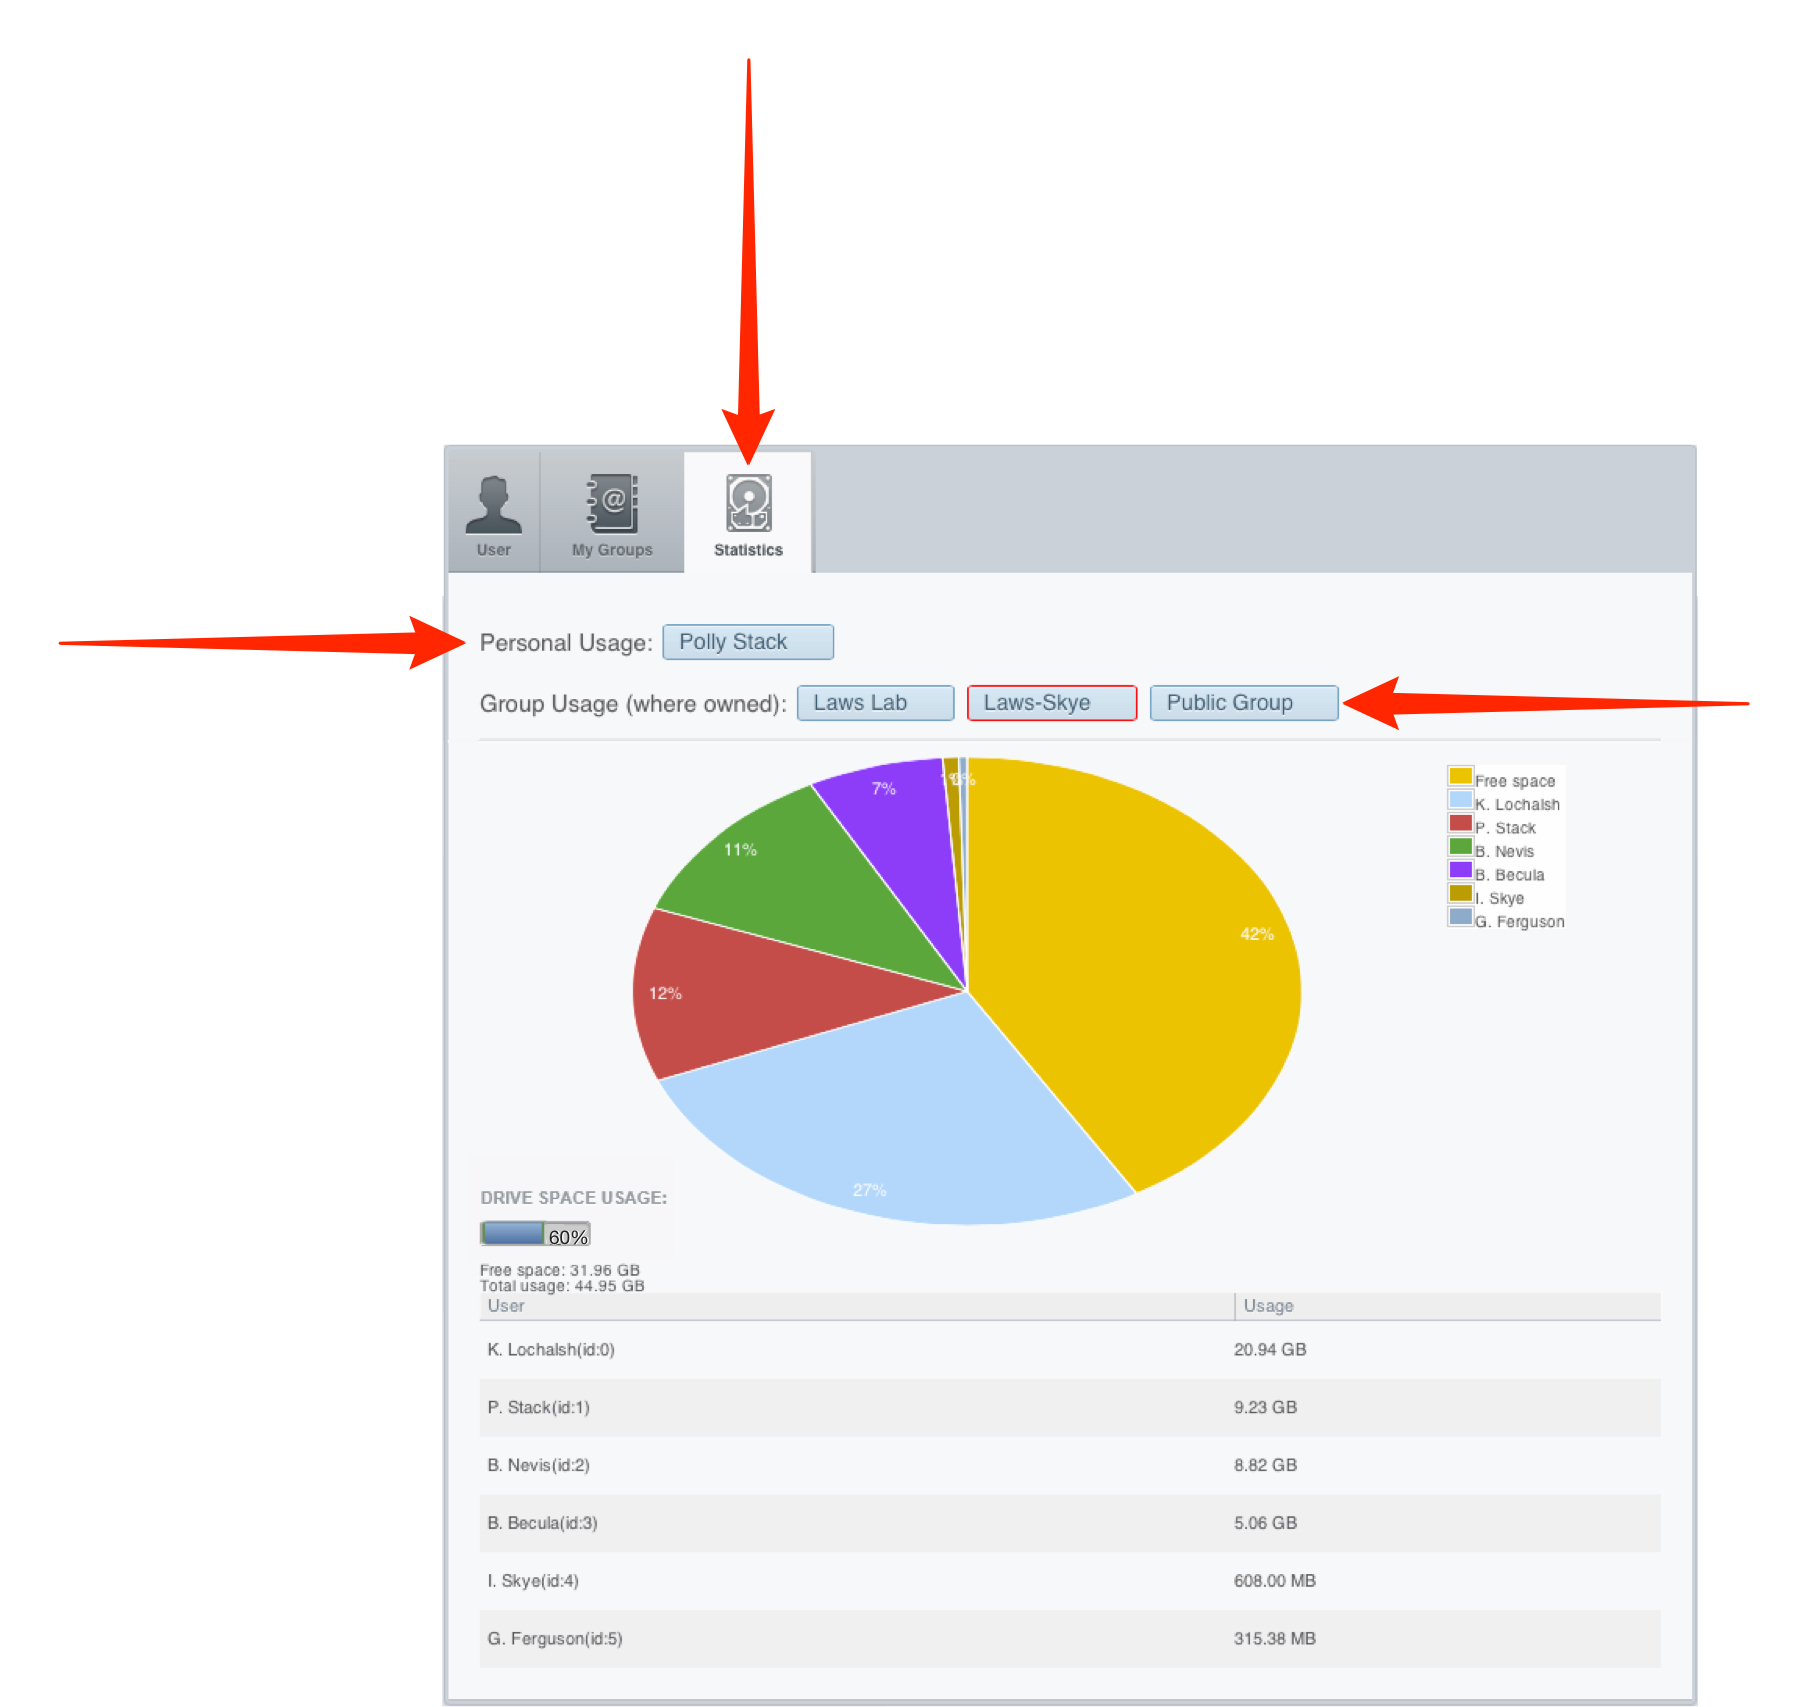 User My Groups Statistics
Personal Usage: Polly Stack
Group Usage (where owned): Laws Lab Laws-Skye Public Group
7%
11%
42%
12%
27%
Free space
K. Lochalsh
P. Stack
B. Nevis
B. Becula
I. Skye
G. Ferguson
DRIVE SPACE USAGE:
60%
Free space: 31.96 GB
Total usage: 44.95 GB
User Usage
K. Lochalsh(id:0) 20.94 GB
P. Stack(id:1) 9.23 GB
B. Nevis(id:2) 8.82 GB
B. Becula(id:3) 5.06 GB
I. Skye(id:4) 608.00 MB
G. Ferguson(id:5) 315.38 MB